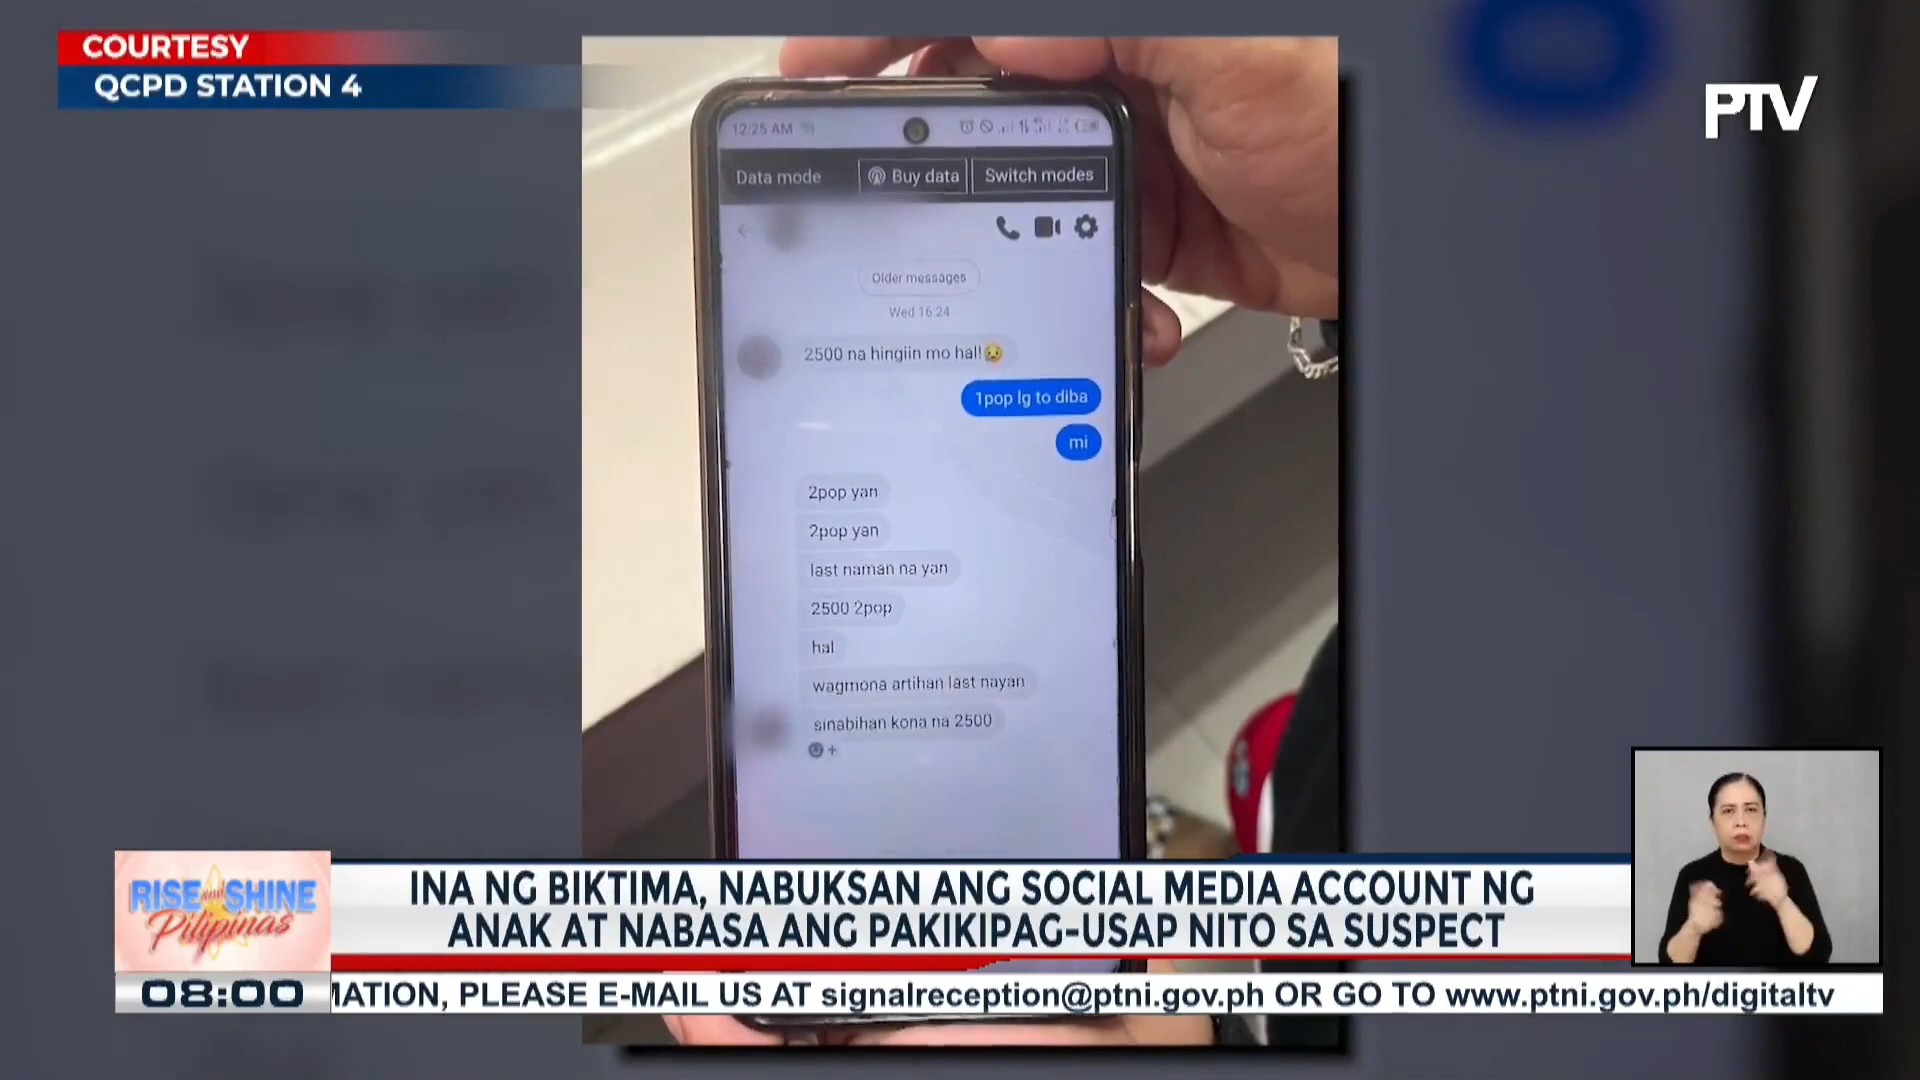 COURTESY
QCPD STATION 4
PTV
12:25 AM
Data mode
Buy data
Switch modes
Older messages
Wed 16:24
2500 na hingiin mo hal!😥
1pop lg to diba
mi
2pop yan
2pop yan
last naman na yan
2500 2pop
hal
wagmona artihan last nayan
sinabihan kona na 2500
RISE and SHINE
Pilipinas
INA NG BIKTIMA, NABUKSAN ANG SOCIAL MEDIA ACCOUNT NG
ANAK AT NABASA ANG PAKIKIPAG-USAP NITO SA SUSPECT
08:00
MATION, PLEASE E-MAIL US AT signalreception@ptni.gov.ph OR GO TO www.ptni.gov.ph/digitaltv